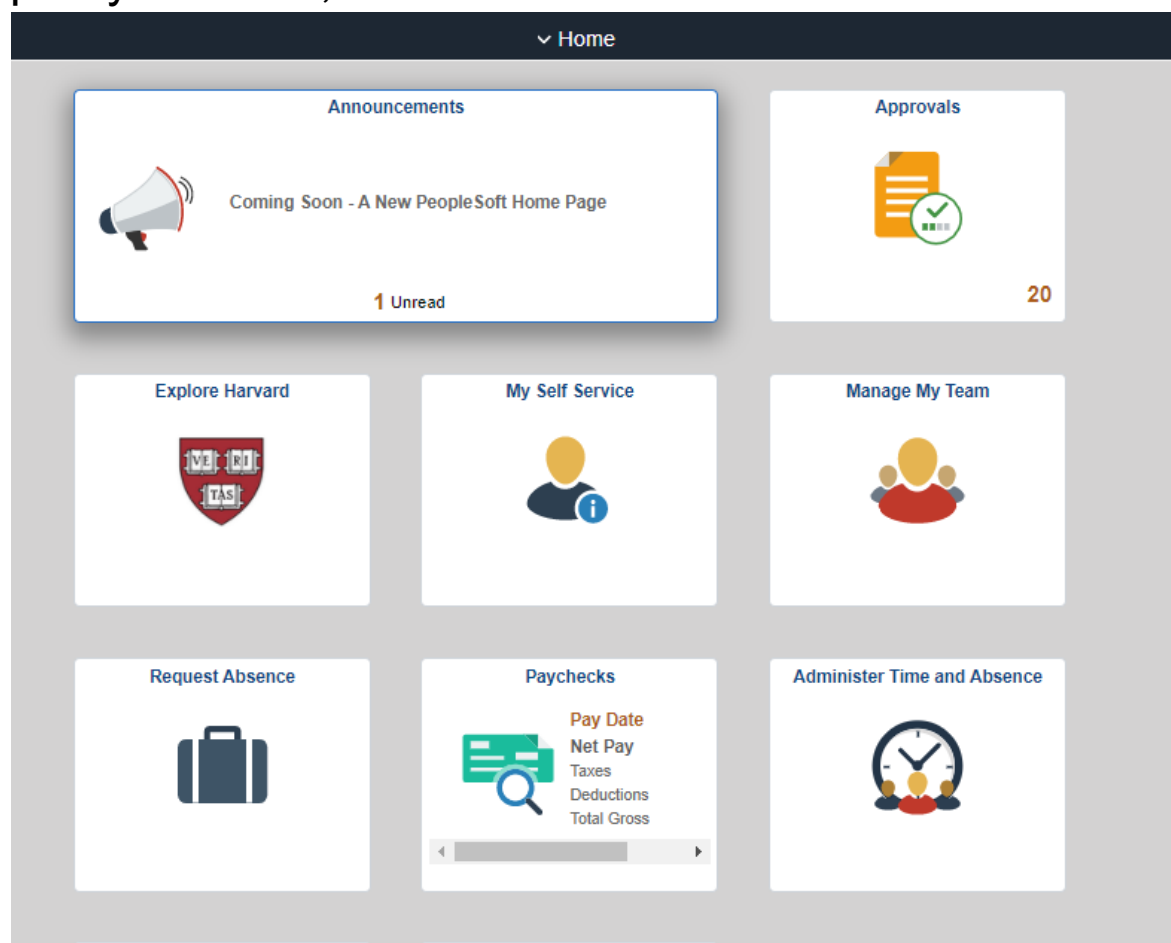 Home
Announcements
Approvals
Coming Soon - A New PeopleSoft Home Page
1 Unread
20
Explore Harvard
My Self Service
Manage My Team
VE RI
TAS
Request Absence
Paychecks
Administer Time and Absence
Pay Date
Net Pay
Taxes
Deductions
Total Gross